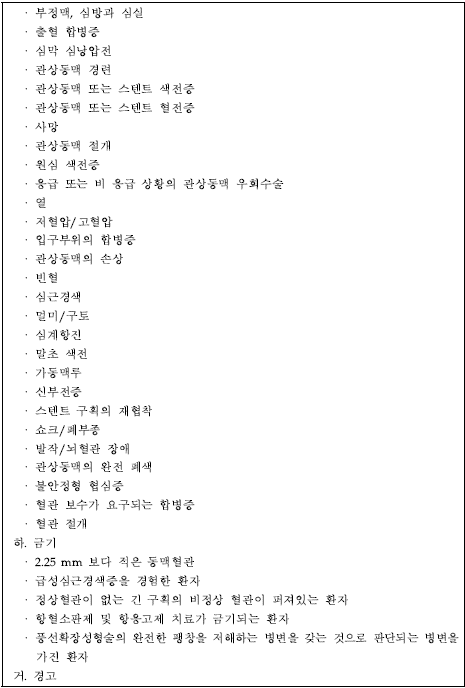 · 부정맥, 심방과 심실
· 출혈 합병증
· 심막 심낭압전
· 관상동맥 경련
· 관상동맥 또는 스텐트 색전증
· 관상동맥 또는 스텐트 혈전증
· 사망
· 관상동맥 절개
· 원심 색전증
· 응급 또는 비 응급 상황의 관상동맥 우회수술
· 열
· 저혈압/고혈압
· 입구부위의 합병증
· 관상동맥의 손상
· 빈혈
· 심근경색
· 멀미/구토
· 심계항진
· 말초 색전
· 가동맥루
· 신부전증
· 스텐트 구획의 재협착
· 쇼크/폐부종
· 발작/뇌혈관 장애
· 관상동맥의 완전 폐색
· 불안정형 협심증
· 혈관 보수가 요구되는 합병증
· 혈관 절개
하. 금기
· 2.25 mm 보다 적은 동맥혈관
· 급성심근경색증을 경험한 환자
· 정상혈관이 없는 긴 구획의 비정상 혈관이 퍼져있는 환자
· 항혈소판제 및 항응고제 치료가 금기되는 환자
· 풍선확장성형술의 완전한 팽창을 저해하는 병변을 갖는 것으로 판단되는 병변을
가진 환자
거. 경고